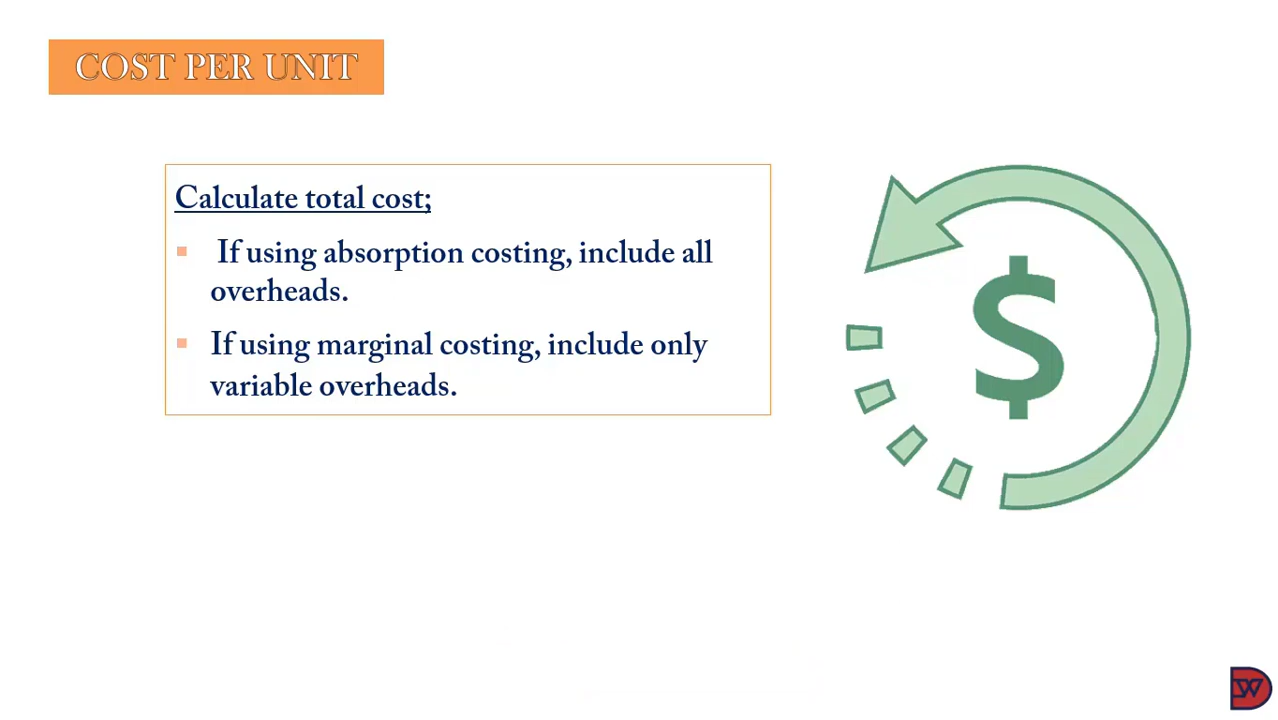 COST PER UNIT
Calculate total cost;
▪ If using absorption costing, include all
overheads.
▪ If using marginal costing, include only
variable overheads.
$
DW